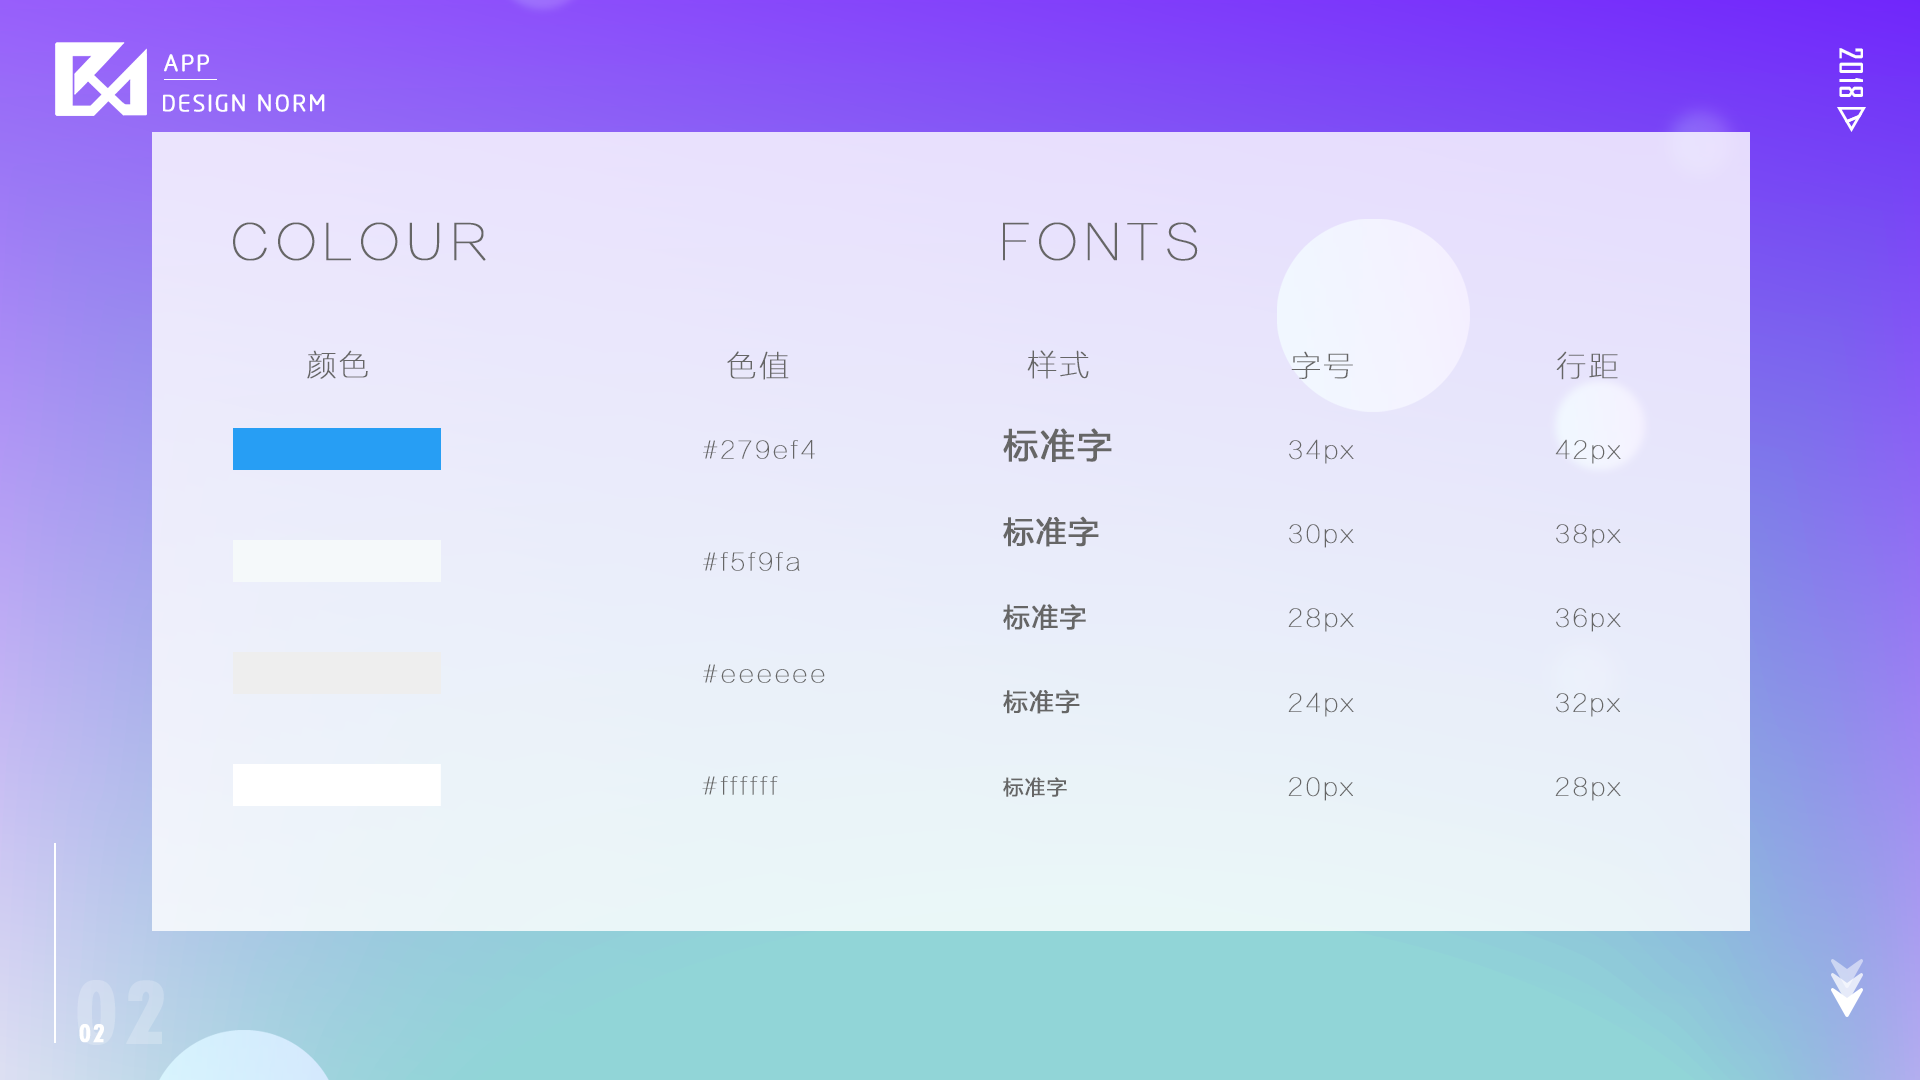 APP
DESIGN NORM
2018
COLOUR
颜色 色值
#279ef4
#f5f9fa
#eeeeee
#ffffff
FONTS
样式 字号 行距
标准字 34px 42px
标准字 30px 38px
标准字 28px 36px
标准字 24px 32px
标准字 20px 28px
02
02